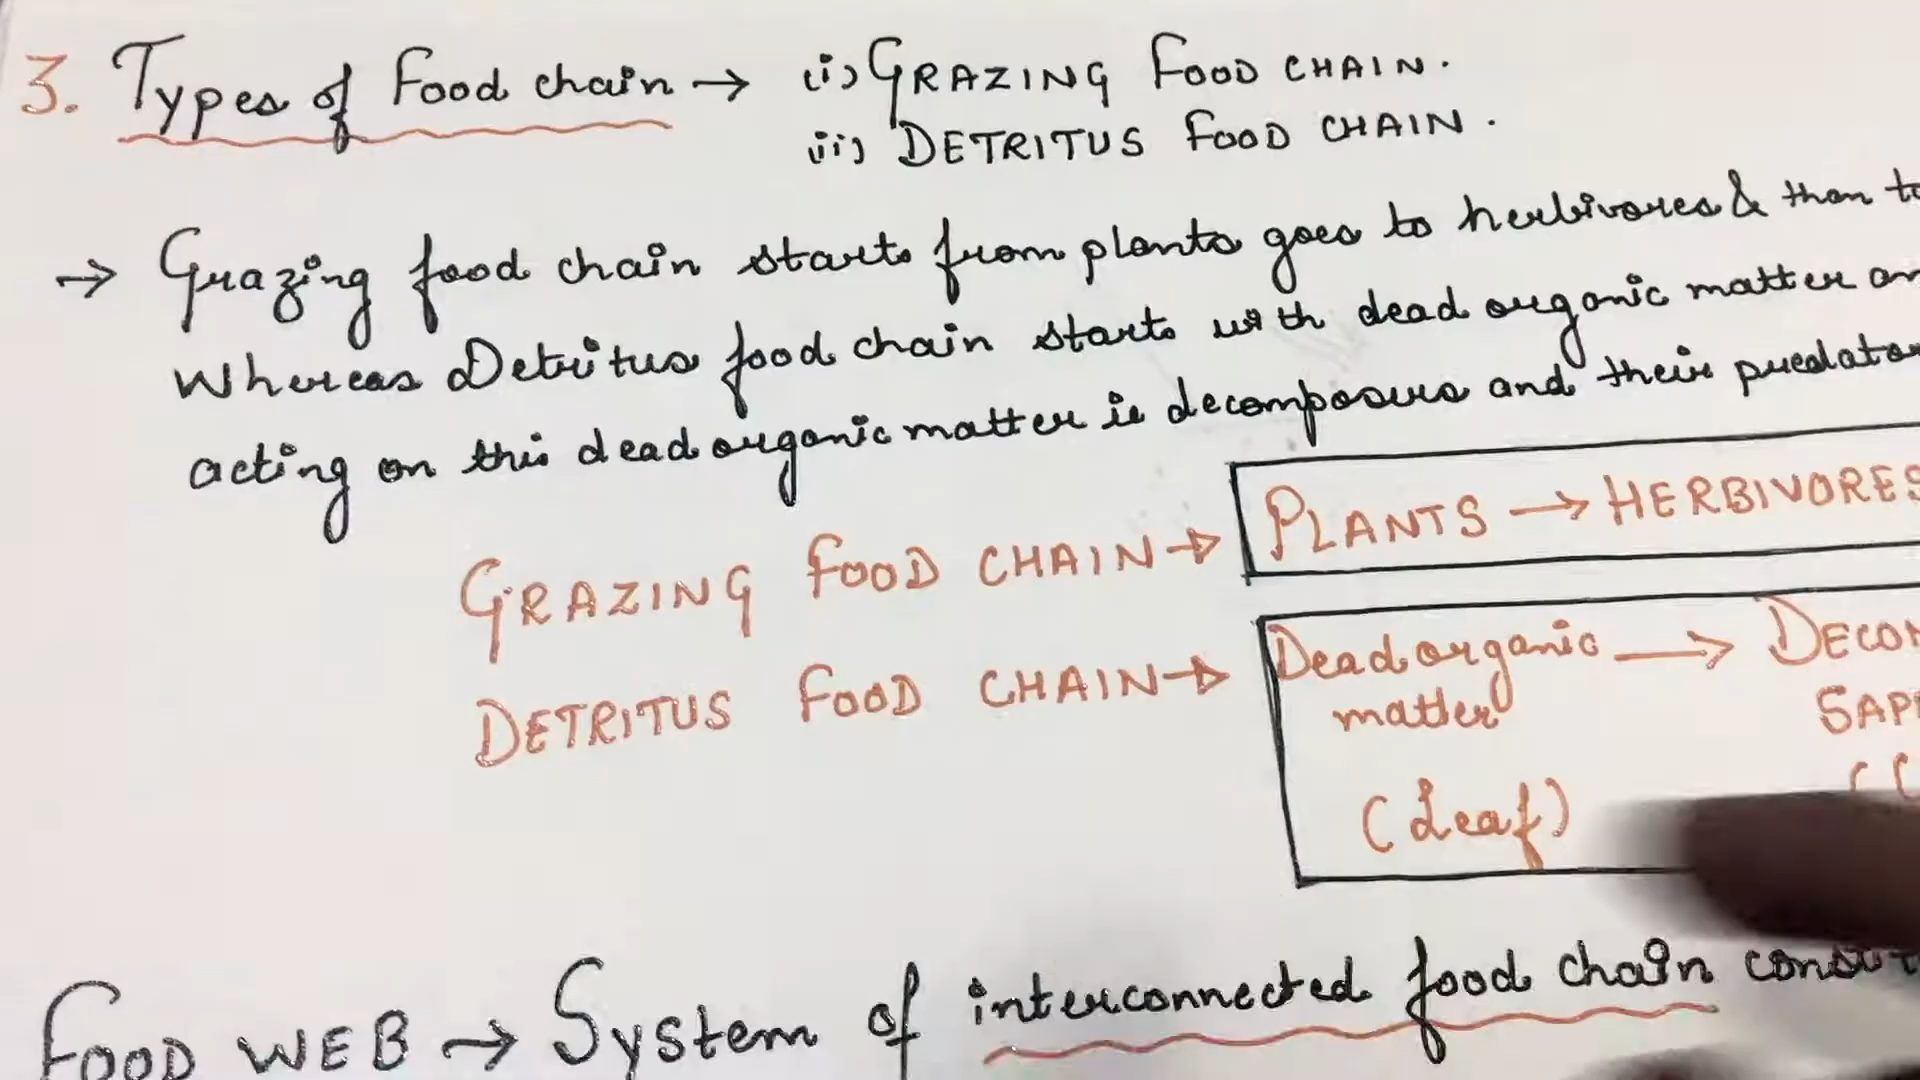 3. Types of Food chain → (i) GRAZING FOOD CHAIN.
(ii) DETRITUS FOOD CHAIN.
→ Grazing food chain starts from plants goes to herbivores & then
Whereas Detritus food chain starts with dead organic matter
acting on this dead organic matter is decomposers and their
GRAZING FOOD CHAIN → PLANTS → HERBIVORES
DETRITUS FOOD CHAIN → Dead organic →
matter
(Leaf)
FOOD WEB → System of interconnected food chain